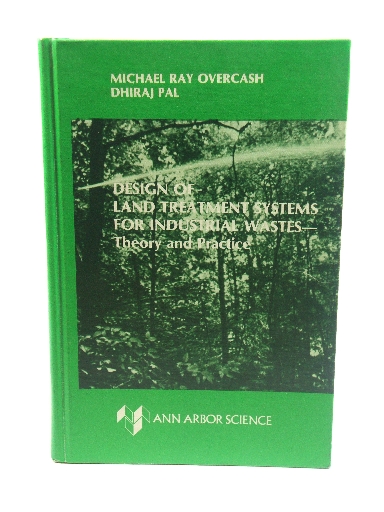 MICHAEL RAY OVERCASH
DHIRAJ PAL
DESIGN OF
LAND TREATMENT SYSTEMS
FOR INDUSTRIAL WASTES—
Theory and Practice
ANN ARBOR SCIENCE